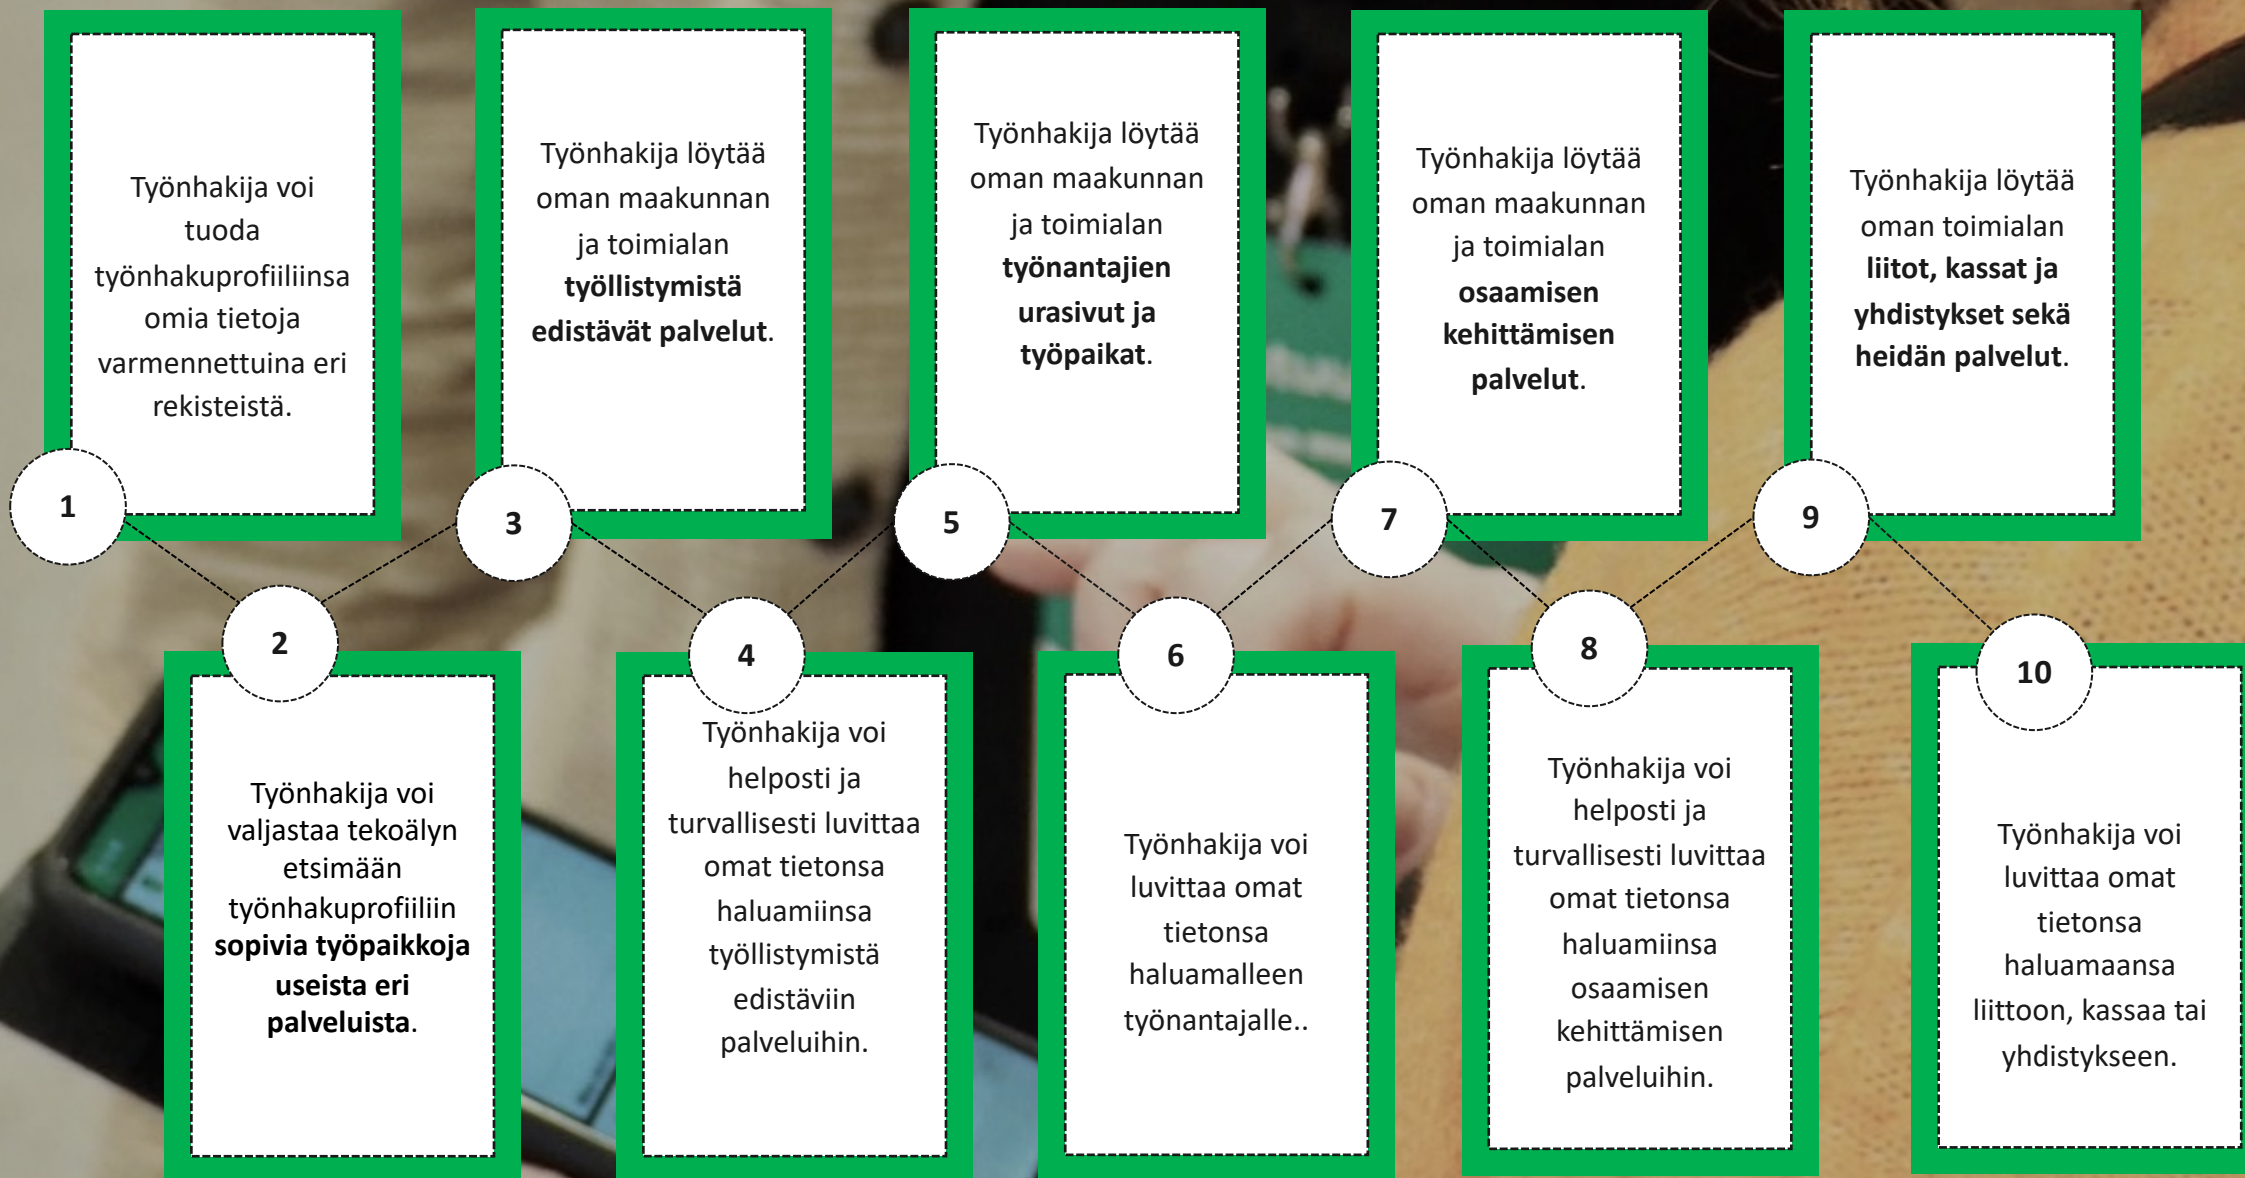 1
Työnhakija voi
tuoda
työnhakuprofiiliinsa
omia tietoja
varmennettuina eri
rekisteistä.
2
Työnhakija voi
valjastaa tekoälyn
etsimään
työnhakuprofiiliin
sopivia työpaikkoja
useista eri
palveluista.
3
Työnhakija löytää
oman maakunnan
ja toimialan
työllistymistä
edistävät palvelut.
4
Työnhakija voi
helposti ja
turvallisesti luvittaa
omat tietonsa
haluamiinsa
työllistymistä
edistäviin
palveluihin.
5
Työnhakija löytää
oman maakunnan
ja toimialan
työnantajien
urasivut ja
työpaikat.
6
Työnhakija voi
luvittaa omat
tietonsa
haluamalleen
työnantajalle..
7
Työnhakija löytää
oman maakunnan
ja toimialan
osaamisen
kehittämisen
palvelut.
8
Työnhakija voi
helposti ja
turvallisesti luvittaa
omat tietonsa
haluamiinsa
osaamisen
kehittämisen
palveluihin.
9
Työnhakija löytää
oman toimialan
liitot, kassat ja
yhdistykset sekä
heidän palvelut.
10
Työnhakija voi
luvittaa omat
tietonsa
haluamaansa
liittoon, kassaa tai
yhdistykseen.